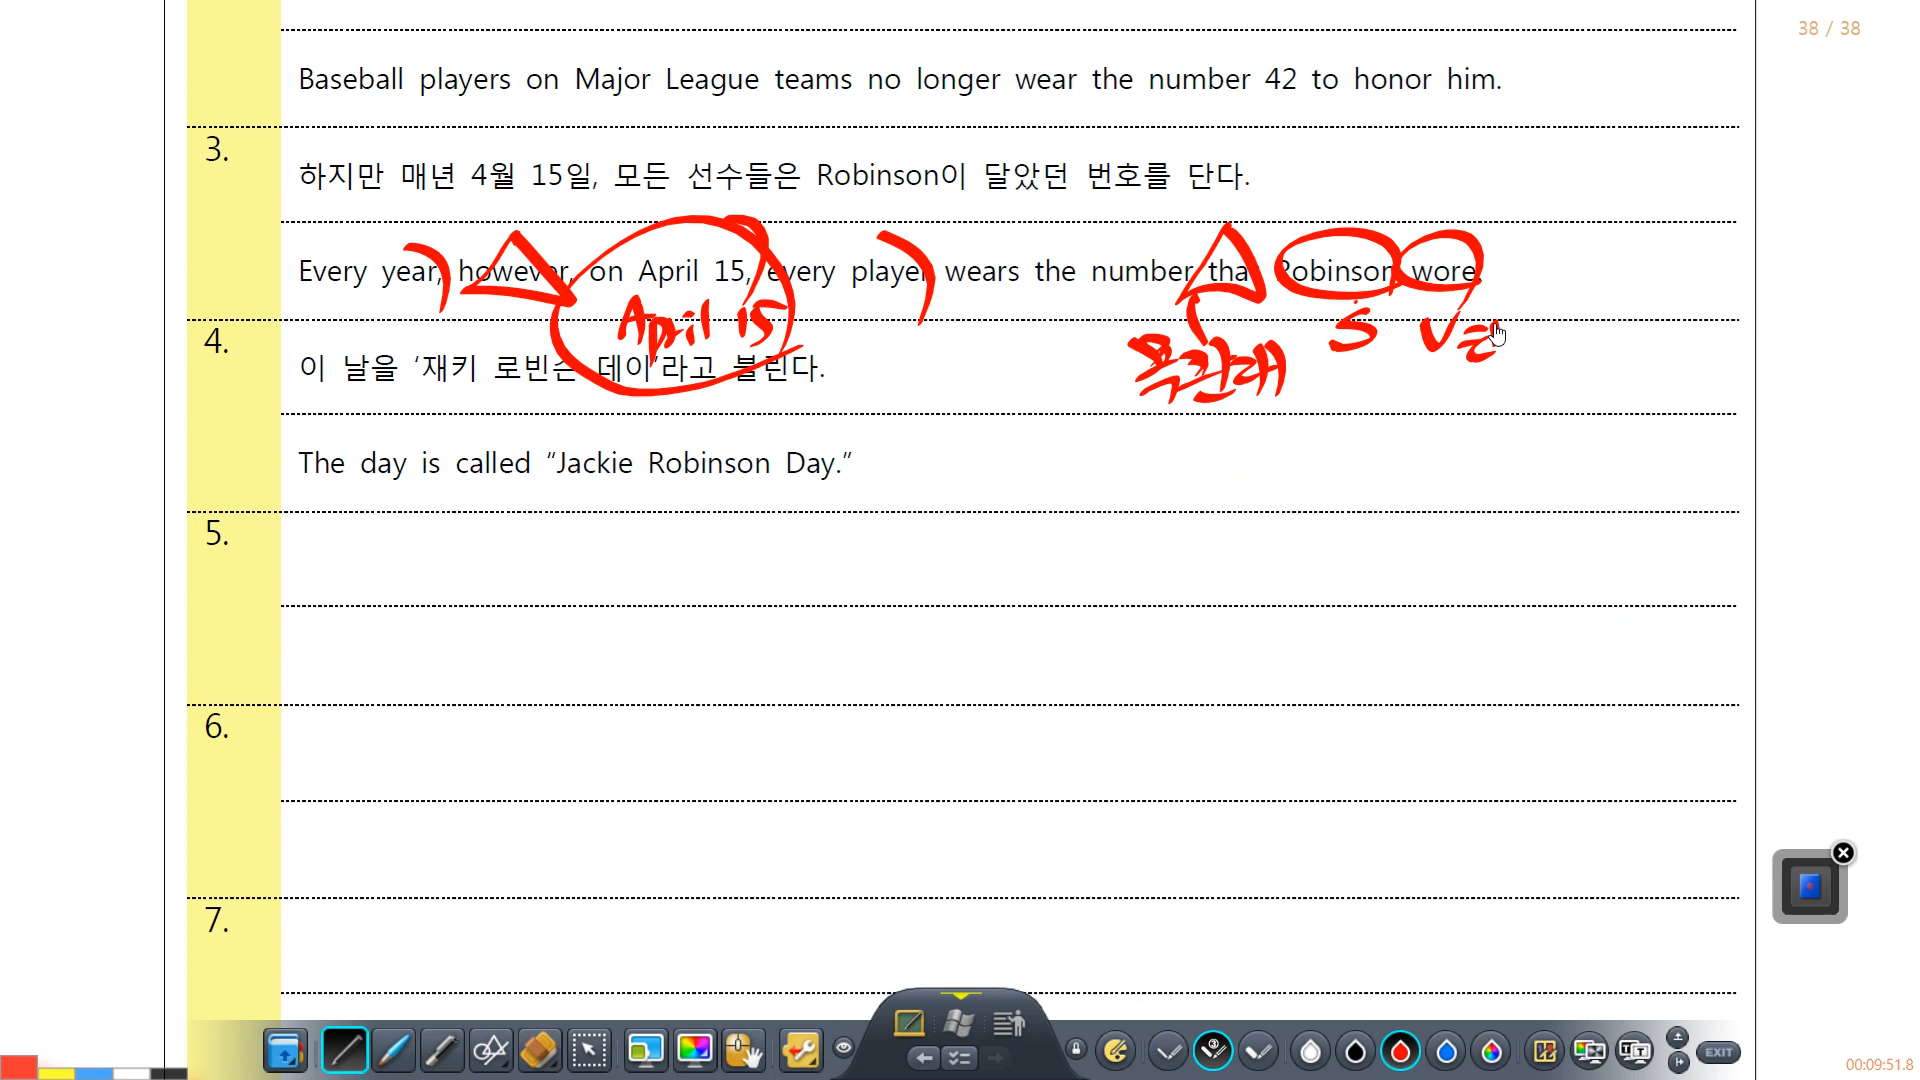 38 / 38
Baseball players on Major League teams no longer wear the number 42 to honor him.
3.
하지만 매년 4월 15일, 모든 선수들은 Robinson이 달았던 번호를 단다.
Every year, however, on April 15, every player wears the number that Robinson wore.
April 15
목관대
S
V
4.
이 날을 ‘재키 로빈슨 데이’라고 불린다.
The day is called “Jackie Robinson Day.”
5.
6.
7.
EXIT
00:09:51.8